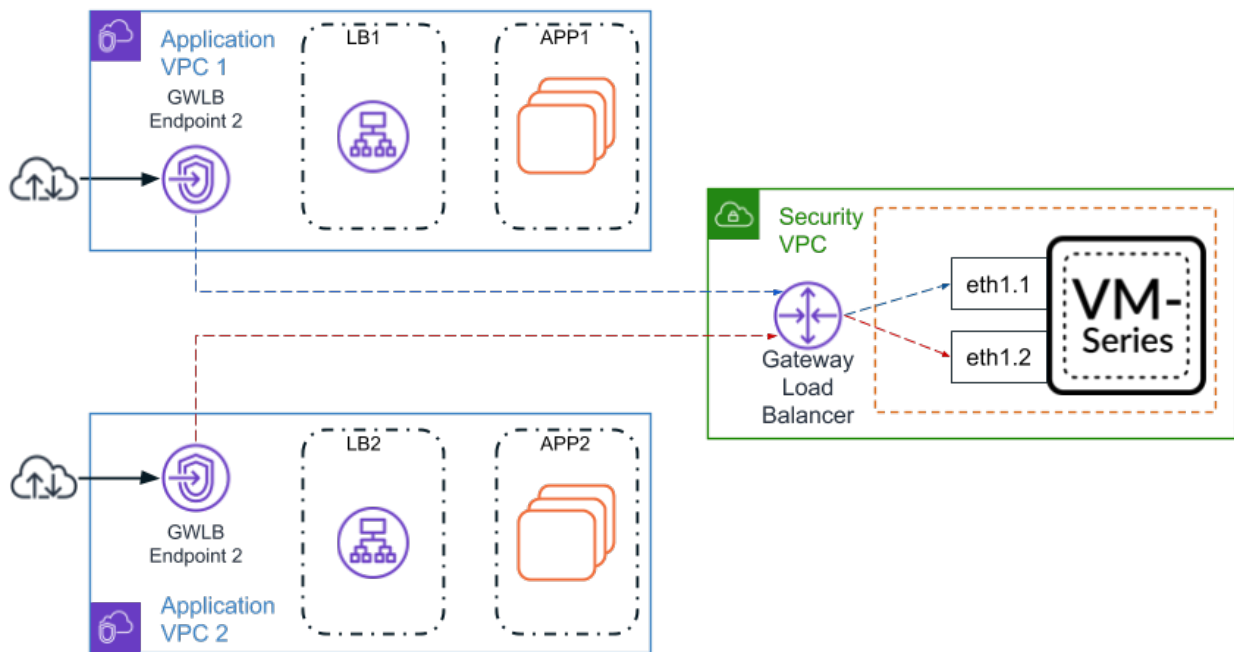 Application
VPC 1
GWLB
Endpoint 2
LB1
APP1
Security
VPC
eth1.1
eth1.2
VM-
Series
Gateway
Load
Balancer
LB2
APP2
GWLB
Endpoint 2
Application
VPC 2